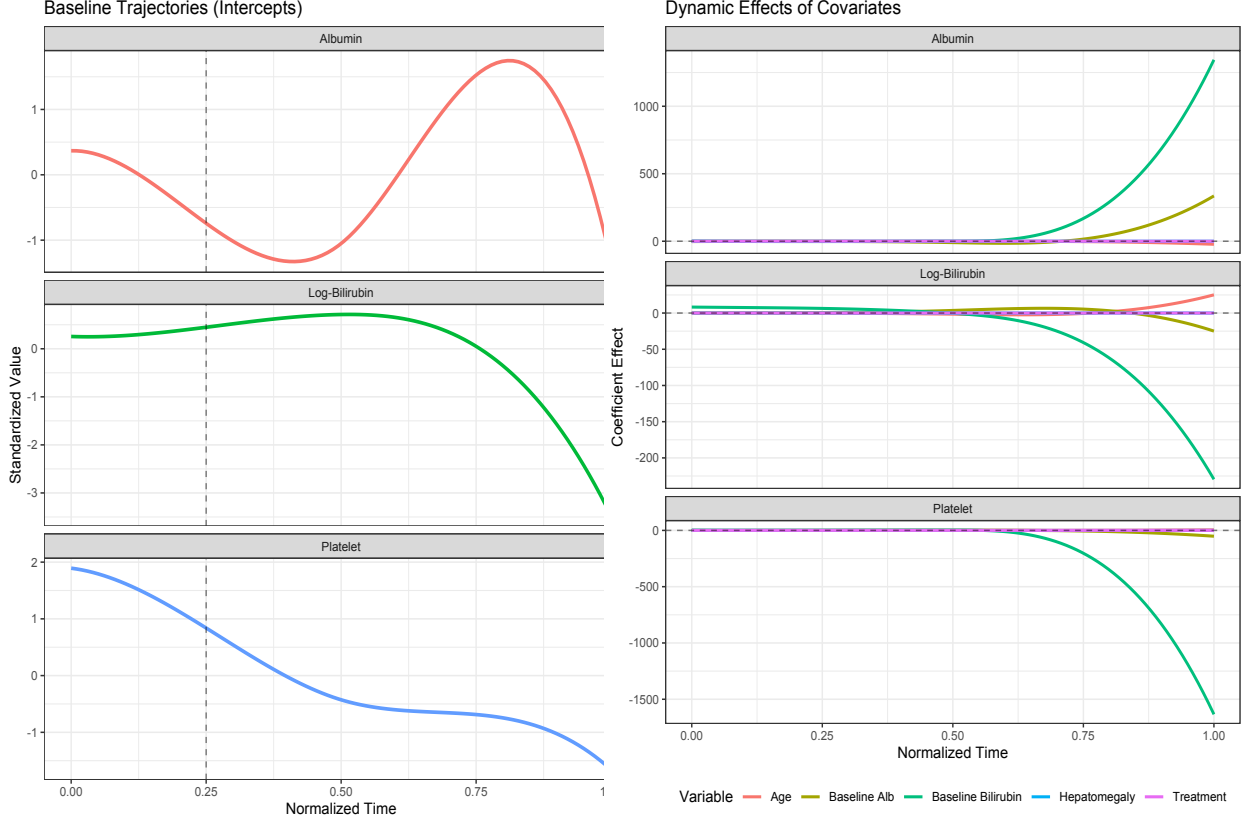 Baseline Trajectories (Intercepts)
Albumin
1
0
-1
Log-Bilirubin
0
-1
-2
-3
Platelet
2
1
0
-1
0.00 0.25 0.50 0.75 1
Normalized Time
Standardized Value
Dynamic Effects of Covariates
Albumin
1000
500
0
Log-Bilirubin
0
-50
-100
-150
-200
Platelet
0
-500
-1000
-1500
0.00 0.25 0.50 0.75 1.00
Normalized Time
Coefficient Effect
Variable Age Baseline Alb Baseline Bilirubin Hepatomegaly Treatment